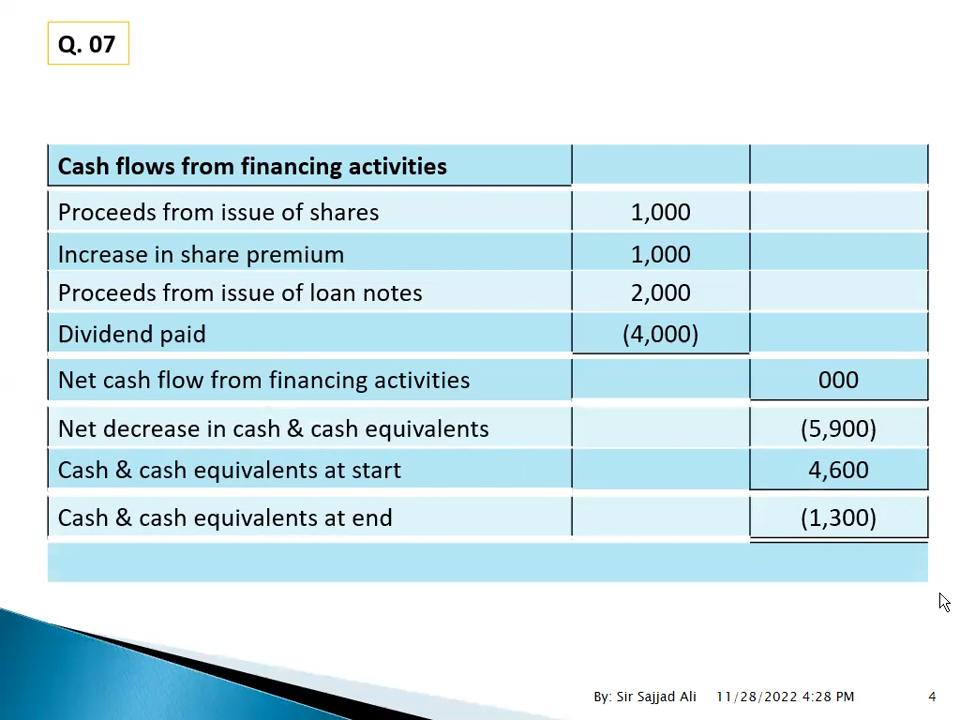 Q. 07
Cash flows from financing activities
Proceeds from issue of shares 1,000
Increase in share premium 1,000
Proceeds from issue of loan notes 2,000
Dividend paid (4,000)
Net cash flow from financing activities 000
Net decrease in cash & cash equivalents (5,900)
Cash & cash equivalents at start 4,600
Cash & cash equivalents at end (1,300)
By: Sir Sajjad Ali 11/28/2022 4:28 PM 4